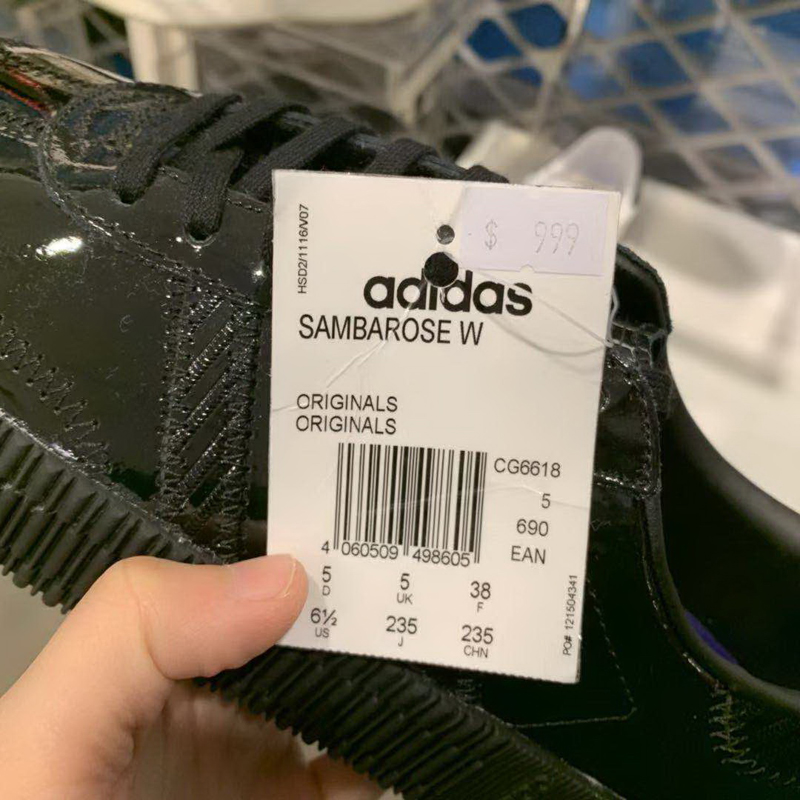 $ 999
HSD2/1116/V07
adidas
SAMBAROSE W
ORIGINALS
ORIGINALS
CG6618
5
690
EAN
4 060509 498605
5 5 38
D UK F
6½ 235 235
US J CHN
PO# 121504341